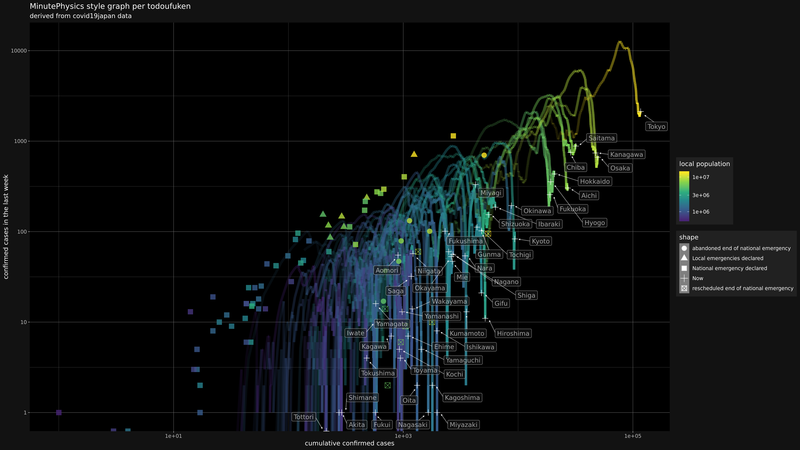 MinutePhysics style graph per todoufuken
derived from covid19japan data
confirmed cases in the last week
10000
1000
100
10
1
Tokyo
Saitama
Kanagawa
Chiba
Osaka
Hokkaido
Aichi
Miyagi
Okinawa
Fukuoka
Hyogo
Shizuoka
Ibaraki
Fukushima
Kyoto
Gunma
Tochigi
Aomori
Niigata
Nara
Mie
Nagano
Saga
Okayama
Shiga
Wakayama
Gifu
Yamanashi
Yamagata
Iwate
Kumamoto
Hiroshima
Kagawa
Ehime
Ishikawa
Yamaguchi
Tokushima
Toyama
Kochi
Shimane
Oita
Kagoshima
Tottori
Akita
Fukui
Nagasaki
Miyazaki
1e+01
1e+03
1e+05
cumulative confirmed cases
local population
1e+07
3e+06
1e+06
shape
abandoned end of national emergency
Local emergencies declared
National emergency declared
Now
rescheduled end of national emergency